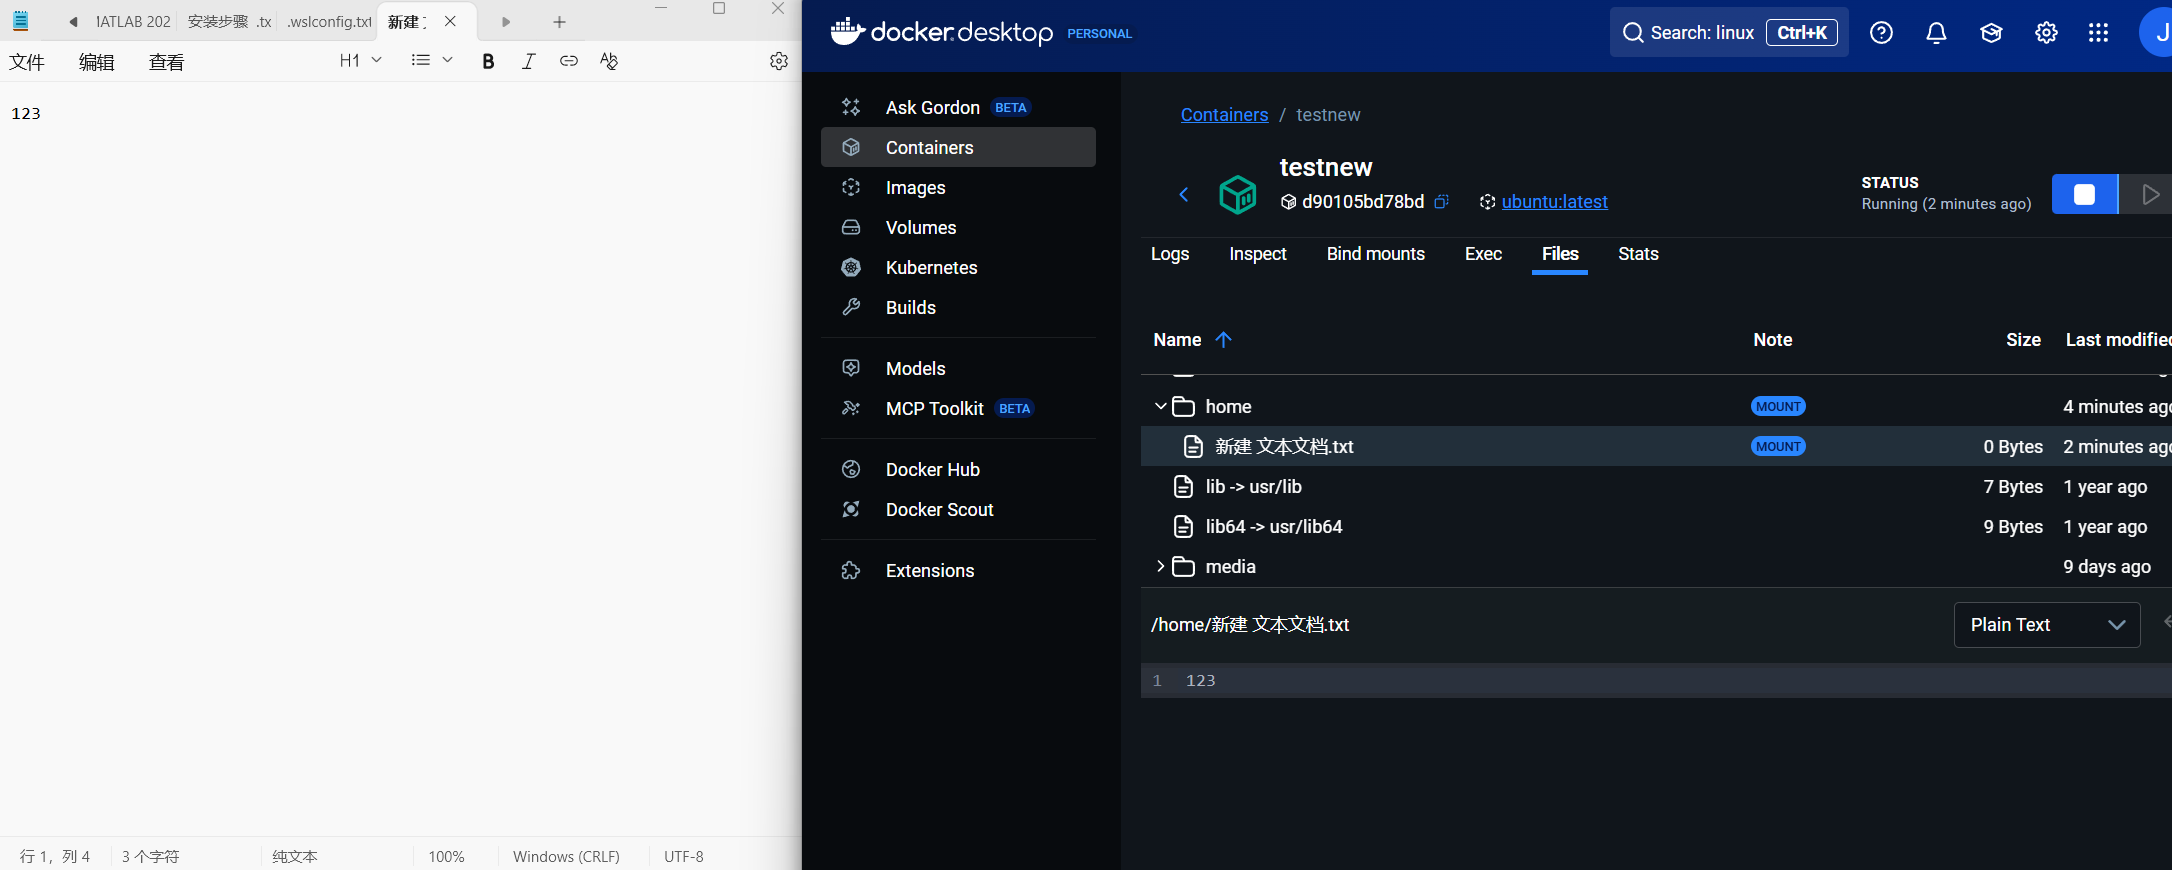 IATLAB 202
安装步骤 .tx
.wslconfig.txt
新建
文件 编辑 查看
H1
B I
123
行 1, 列 4
3 个字符
纯文本
100%
Windows (CRLF)
UTF-8
docker.desktop PERSONAL
Search: linux Ctrl+K
J
Ask Gordon BETA
Containers
Images
Volumes
Kubernetes
Builds
Models
MCP Toolkit BETA
Docker Hub
Docker Scout
Extensions
Containers / testnew
testnew
d90105bd78bd ubuntu:latest
STATUS
Running (2 minutes ago)
Logs Inspect Bind mounts Exec Files Stats
Name Note Size Last modified
home MOUNT 4 minutes ago
新建 文本文档.txt MOUNT 0 Bytes 2 minutes ago
lib -> usr/lib 7 Bytes 1 year ago
lib64 -> usr/lib64 9 Bytes 1 year ago
media 9 days ago
/home/新建 文本文档.txt Plain Text
1 123